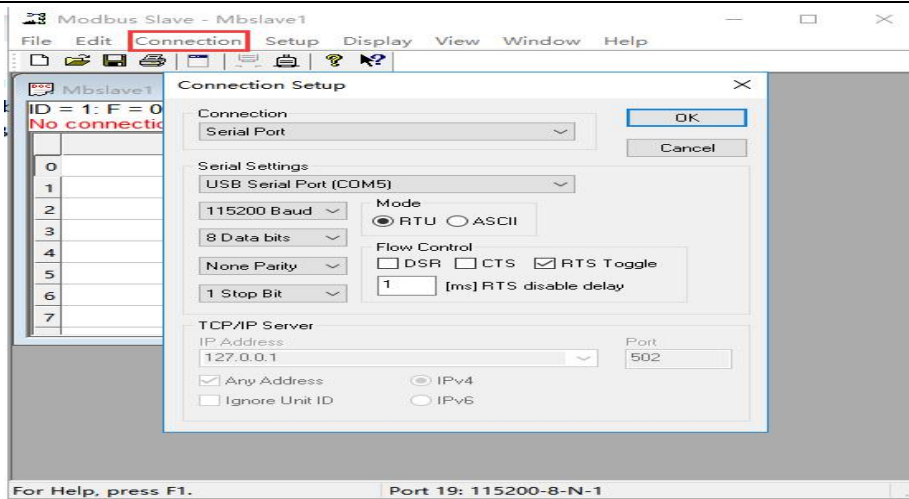 Modbus Slave - Mbslave1
File Edit Connection Setup Display View Window Help
Mbslave1
ID = 1: F = 0
No connectio
Connection Setup
Connection
Serial Port
OK
Cancel
Serial Settings
USB Serial Port (COM5)
115200 Baud
8 Data bits
None Parity
1 Stop Bit
Mode
RTU ASCII
Flow Control
DSR CTS RTS Toggle
1 [ms] RTS disable delay
TCP/IP Server
IP Address Port
127.0.0.1 502
Any Address IPv4
Ignore Unit ID IPv6
0
1
2
3
4
5
6
7
For Help, press F1. Port 19: 115200-8-N-1